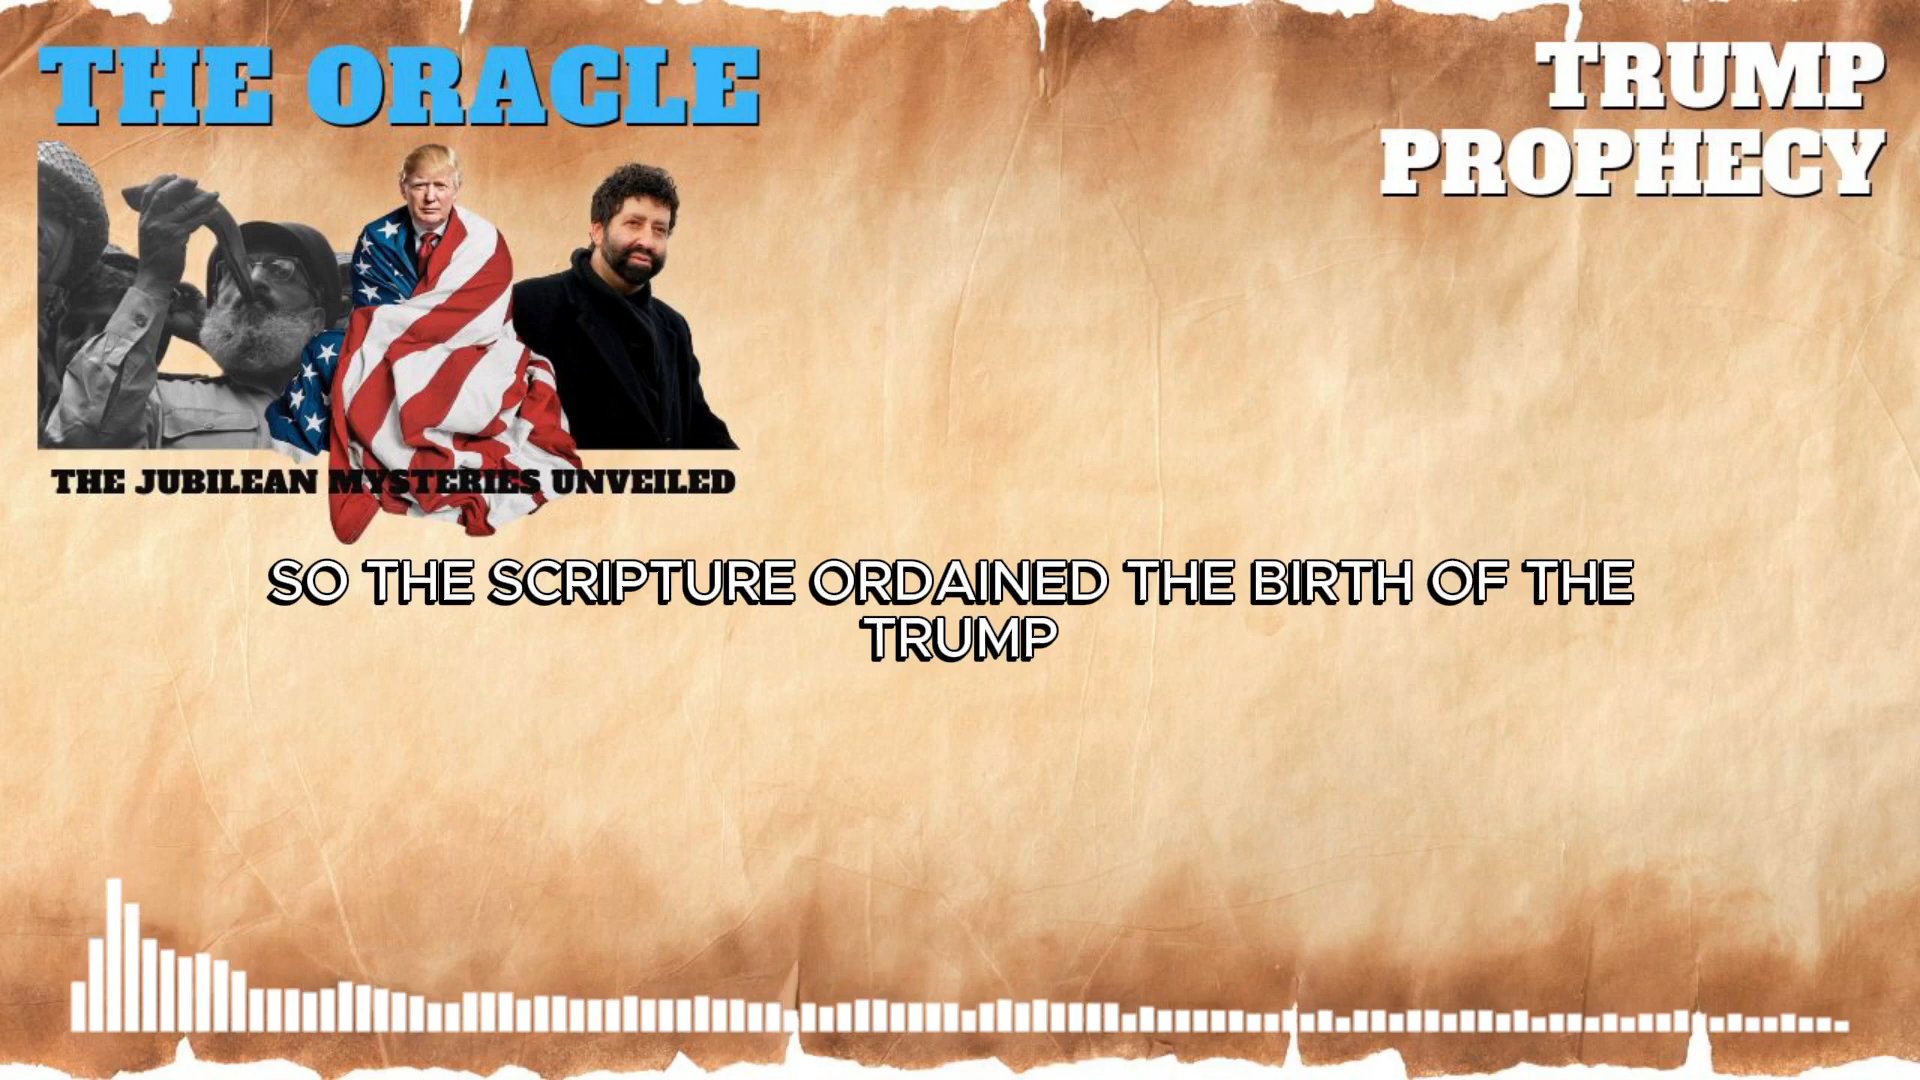 THE ORACLE
TRUMP
PROPHECY
THE JUBILEAN MYSTERIES UNVEILED
SO THE SCRIPTURE ORDAINED THE BIRTH OF THE
TRUMP